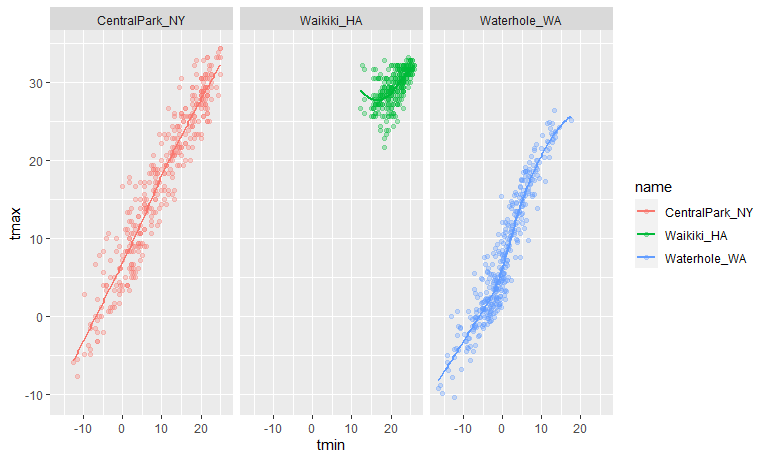 CentralPark_NY Waikiki_HA Waterhole_WA
30
20
10
0
-10
tmax
-10 0 10 20 -10 0 10 20 -10 0 10 20
tmin
name
CentralPark_NY
Waikiki_HA
Waterhole_WA